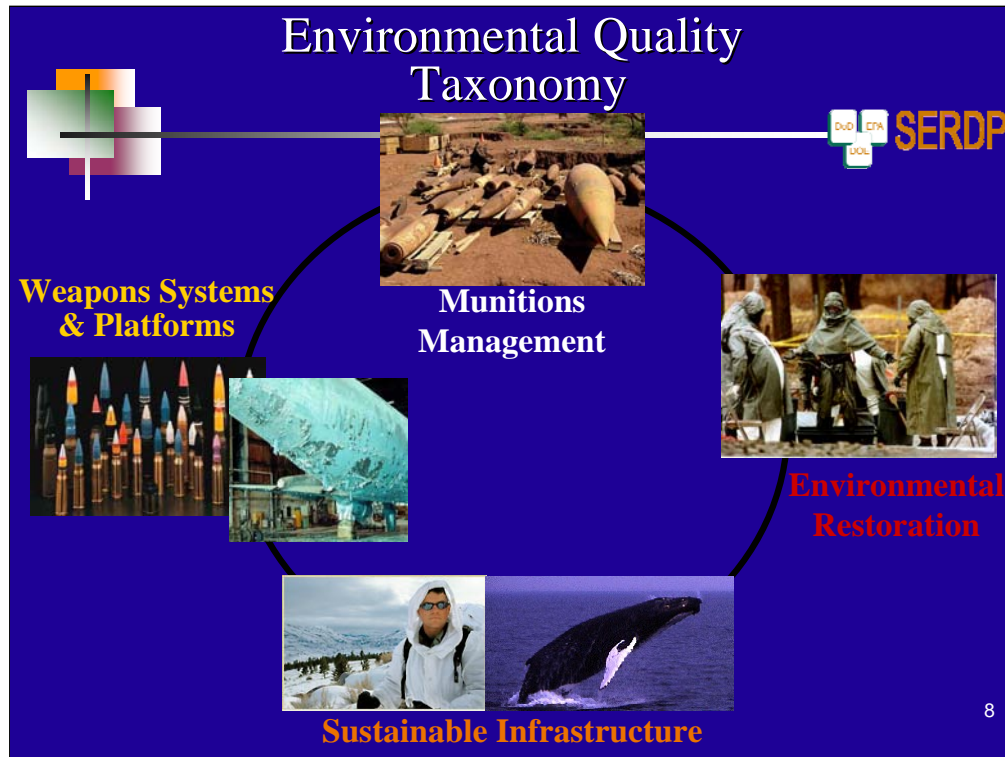 Environmental Quality
Taxonomy
DoD EPA
DOE
SERDP
Weapons Systems
& Platforms
Munitions
Management
Environmental
Restoration
Sustainable Infrastructure
8